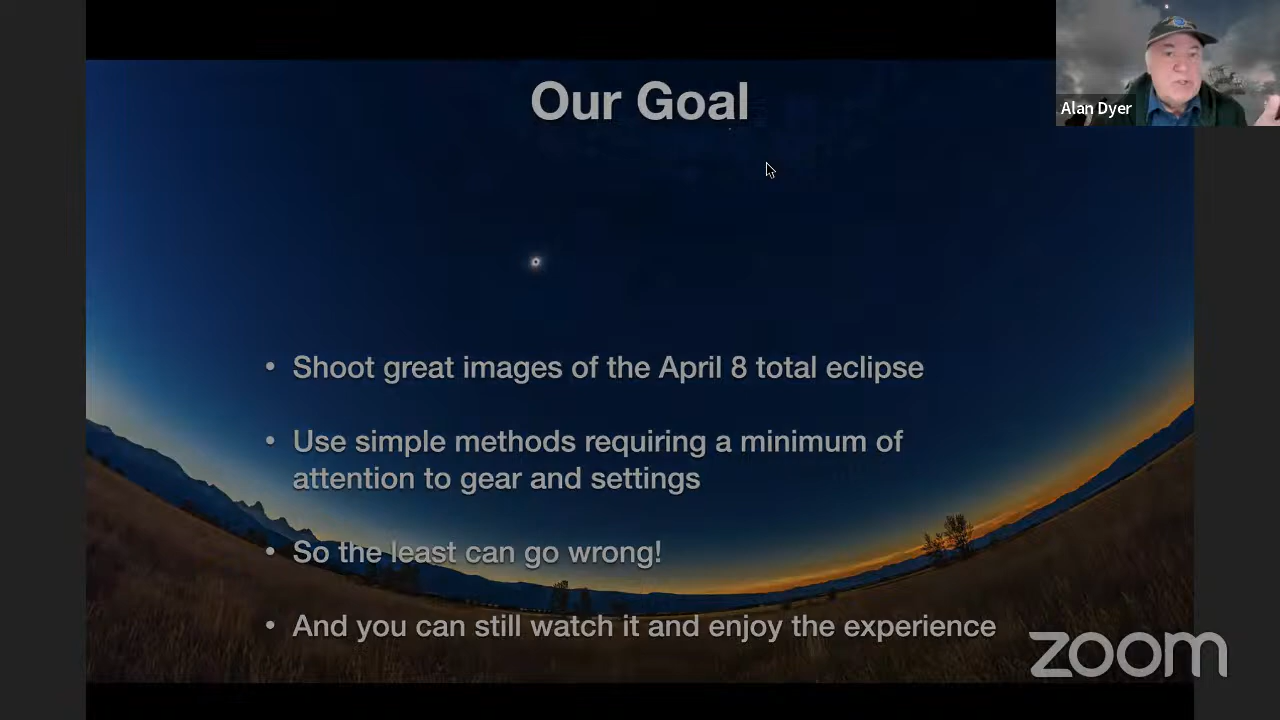 Our Goal
Alan Dyer
• Shoot great images of the April 8 total eclipse
• Use simple methods requiring a minimum of
attention to gear and settings
• So the least can go wrong!
• And you can still watch it and enjoy the experience
zoom